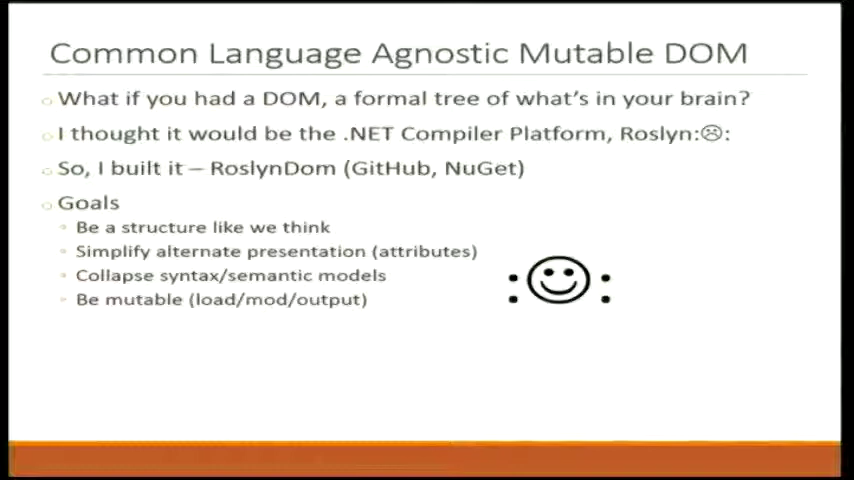 Common Language Agnostic Mutable DOM
What if you had a DOM, a formal tree of what's in your brain?
I thought it would be the .NET Compiler Platform, Roslyn:☹:
So, I built it – RoslynDom (GitHub, NuGet)
Goals
Be a structure like we think
Simplify alternate presentation (attributes)
Collapse syntax/semantic models
Be mutable (load/mod/output)
:☺: